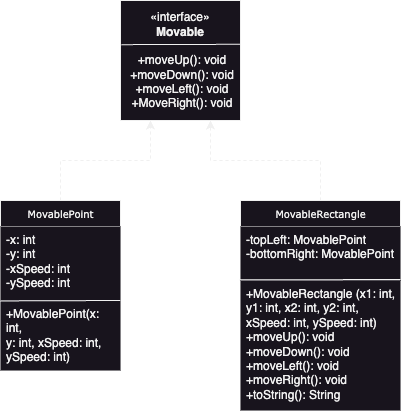 «interface»
Movable
+moveUp(): void
+moveDown(): void
+moveLeft(): void
+MoveRight(): void
MovablePoint
-x: int
-y: int
-xSpeed: int
-ySpeed: int
+MovablePoint(x:
int,
y: int, xSpeed: int,
ySpeed: int)
MovableRectangle
-topLeft: MovablePoint
-bottomRight: MovablePoint
+MovableRectangle (x1: int,
y1: int, x2: int, y2: int,
xSpeed: int, ySpeed: int)
+moveUp(): void
+moveDown(): void
+moveLeft(): void
+moveRight(): void
+toString(): String